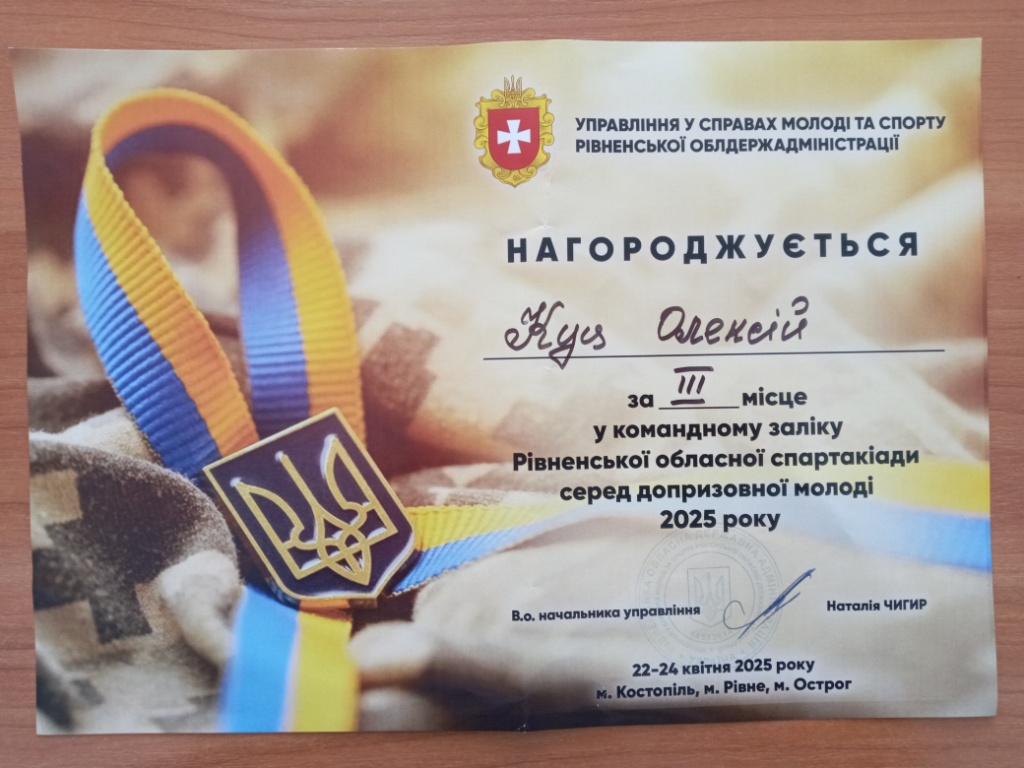 УПРАВЛІННЯ У СПРАВАХ МОЛОДІ ТА СПОРТУ
РІВНЕНСЬКОЇ ОБЛДЕРЖАДМІНІСТРАЦІЇ
НАГОРОДЖУЄТЬСЯ
Куц Олексій
за III місце
у командному заліку
Рівненської обласної спартакіади
серед допризовної молоді
2025 року
В.о. начальника управління Наталія ЧИГИР
22-24 квітня 2025 року
м. Костопіль, м. Рівне, м. Острог